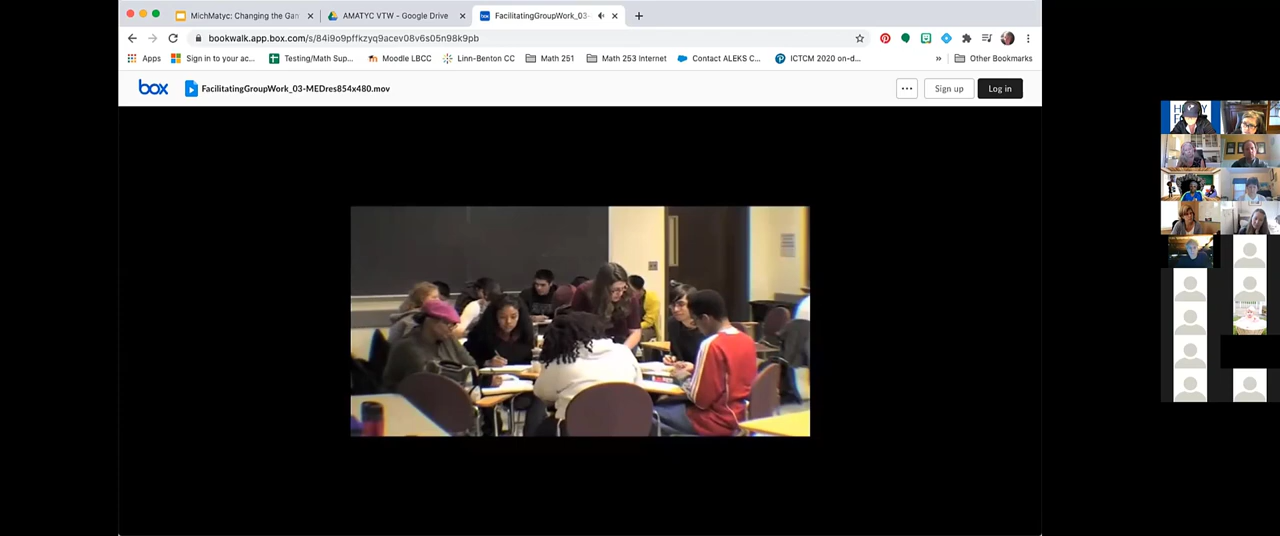 MichMatyc: Changing the Gam
AMATYC VTW - Google Drive
FacilitatingGroupWork_03-
bookwalk.app.box.com/s/84i9o9pffkzyq9acev08v6s05n98k9pb
Apps
Sign in to your ac...
Testing/Math Sup...
Moodle LBCC
Linn-Benton CC
Math 251
Math 253 Internet
Contact ALEKS C...
ICTCM 2020 on-d...
»
Other Bookmarks
box
FacilitatingGroupWork_03-MEDres854x480.mov
Sign up
Log in